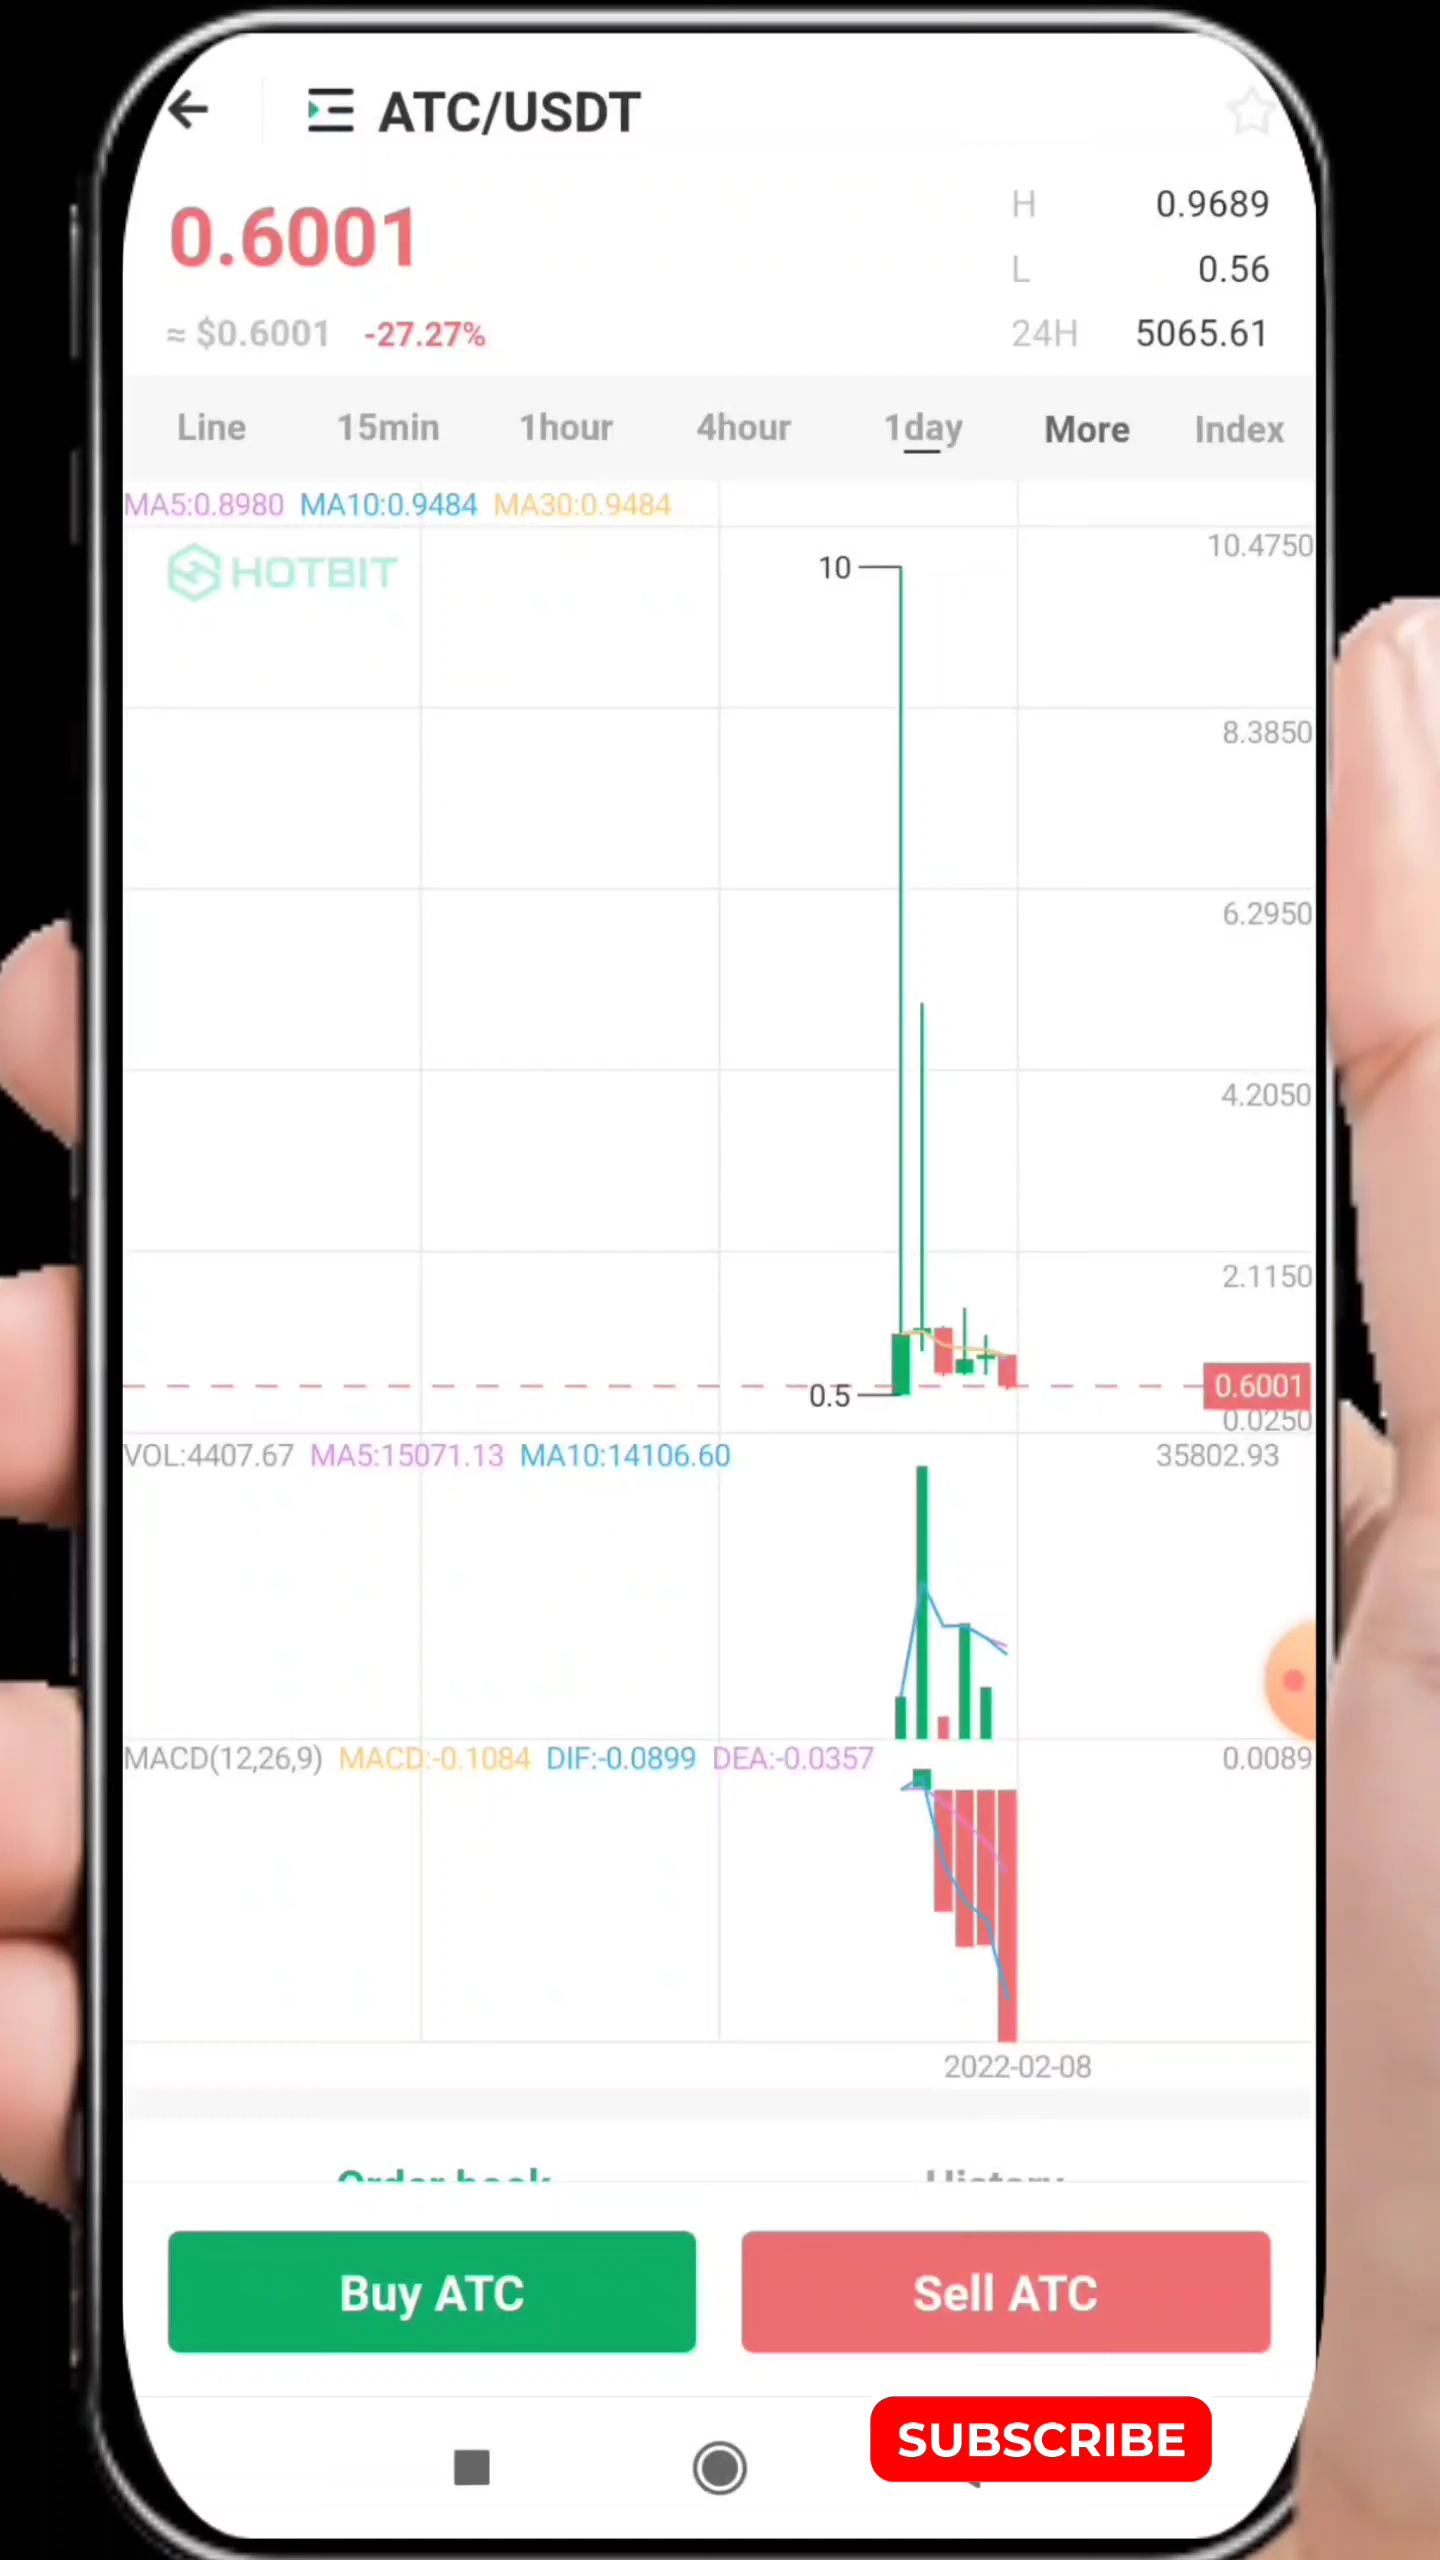 ATC/USDT
0.6001
H 0.9689
L 0.56
≈ $0.6001 -27.27%
24H 5065.61
Line 15min 1hour 4hour 1day More Index
MA5:0.8980 MA10:0.9484 MA30:0.9484
10.4750
HOTBIT
10
8.3850
6.2950
4.2050
2.1150
0.6001
0.5
0.0250
VOL:4407.67 MA5:15071.13 MA10:14106.60 35802.93
MACD(12,26,9) MACD:-0.1084 DIF:-0.0899 DEA:-0.0357 0.0089
2022-02-08
Order book History
Buy ATC Sell ATC
SUBSCRIBE